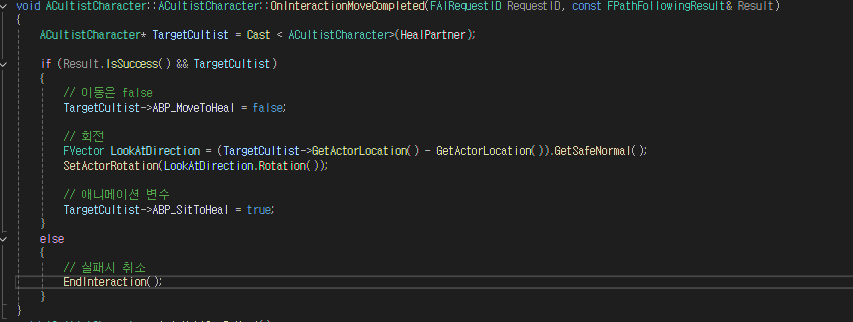 void ACultistCharacter::ACultistCharacter::OnInteractionMoveCompleted(FAIRequestID RequestID, const FPathFollowingResult& Result)
{
ACultistCharacter* TargetCultist = Cast < ACultistCharacter>(HealPartner);
if (Result.IsSuccess() && TargetCultist)
{
// 이동은 false
TargetCultist->ABP_MoveToHeal = false;
// 회전
FVector LookAtDirection = (TargetCultist->GetActorLocation() - GetActorLocation()).GetSafeNormal();
SetActorRotation(LookAtDirection.Rotation());
// 애니메이션 변수
TargetCultist->ABP_SitToHeal = true;
}
else
{
// 실패시 취소
EndInteraction();
}
}